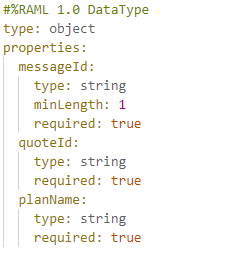 #%RAML 1.0 DataType
type: object
properties:
  messageId:
    type: string
    minLength: 1
    required: true
  quoteId:
    type: string
    required: true
  planName:
    type: string
    required: true